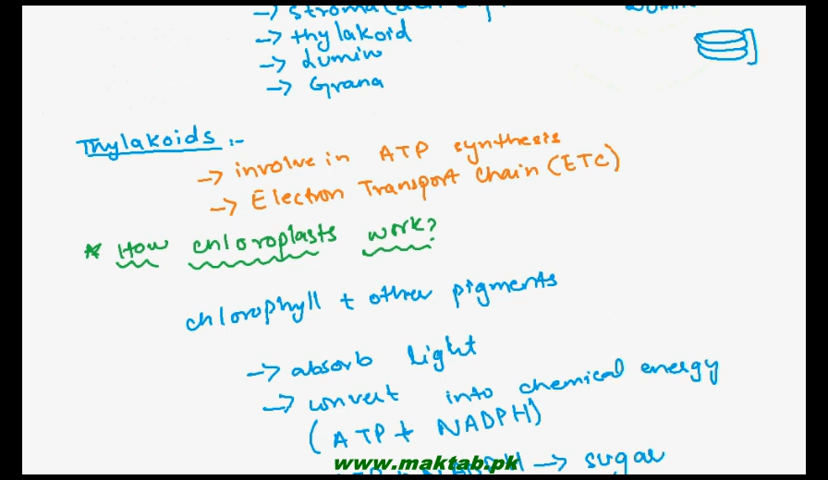 -> stroma
-> thylakoid
-> Lumin
-> Grana
Thylakoids :-
-> involve in ATP synthesis
-> Electron Transport Chain (ETC)
* How chloroplasts work?
chlorophyll + other pigments
-> absorb light
-> convert into chemical energy
(ATP + NADPH)
-> sugar
www.maktab.pk